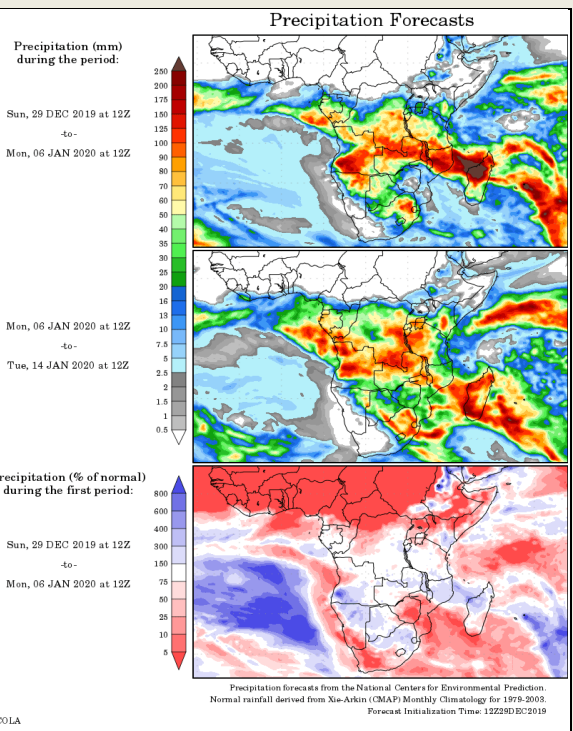 Precipitation Forecasts
Precipitation (mm)
during the period:
Sun, 29 DEC 2019 at 12Z
-to-
Mon, 06 JAN 2020 at 12Z
250
200
175
150
125
100
90
80
70
60
50
40
35
30
25
20
16
13
10
7.5
5
2.5
2
1.5
1
0.5
Mon, 06 JAN 2020 at 12Z
-to-
Tue, 14 JAN 2020 at 12Z
recipitation (% of normal)
during the first period:
Sun, 29 DEC 2019 at 12Z
-to-
Mon, 06 JAN 2020 at 12Z
800
600
400
300
150
75
50
25
10
5
Precipitation forecasts from the National Centers for Environmental Prediction.
Normal rainfall derived from Xie-Arkin (CMAP) Monthly Climatology for 1979-2003.
Forecast Initialization Time: 12Z29DEC2019
COLA